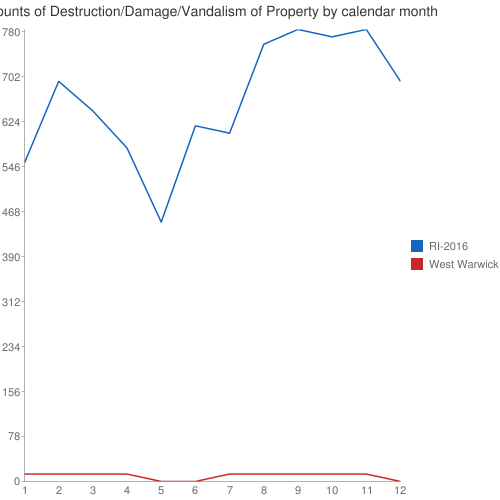 ounts of Destruction/Damage/Vandalism of Property by calendar month
780
702
624
546
468
390
312
234
156
78
0
1 2 3 4 5 6 7 8 9 10 11 12
RI-2016
West Warwick